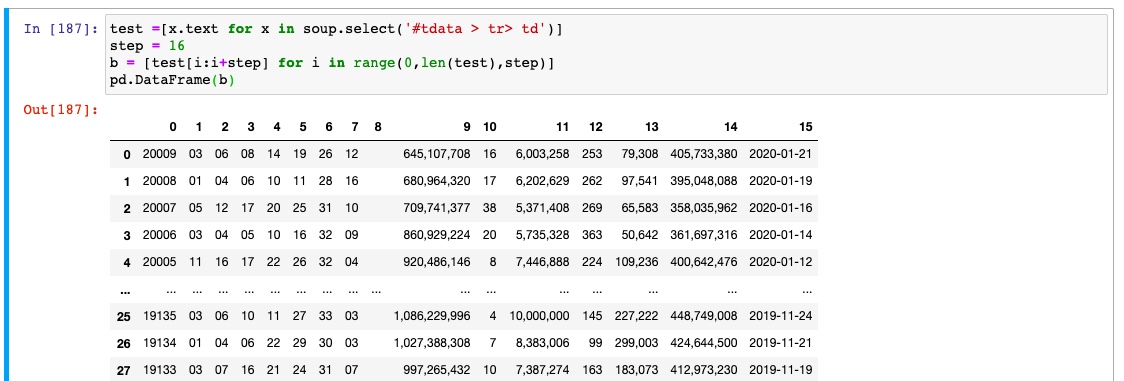 In [187]: test =[x.text for x in soup.select('#tdata > tr> td')]
step = 16
b = [test[i:i+step] for i in range(0,len(test),step)]
pd.DataFrame(b)
Out[187]:
0 1 2 3 4 5 6 7 8 9 10 11 12 13 14 15
0 20009 03 06 08 14 19 26 12 645,107,708 16 6,003,258 253 79,308 405,733,380 2020-01-21
1 20008 01 04 06 10 11 28 16 680,964,320 17 6,202,629 262 97,541 395,048,088 2020-01-19
2 20007 05 12 17 20 25 31 10 709,741,377 38 5,371,408 269 65,583 358,035,962 2020-01-16
3 20006 03 04 05 10 16 32 09 860,929,224 20 5,735,328 363 50,642 361,697,316 2020-01-14
4 20005 11 16 17 22 26 32 04 920,486,146 8 7,446,888 224 109,236 400,642,476 2020-01-12
... ... ... ... ... ... ... ... ... ... ... ... ... ... ... ... ...
25 19135 03 06 10 11 27 33 03 1,086,229,996 4 10,000,000 145 227,222 448,749,008 2019-11-24
26 19134 01 04 06 22 29 30 03 1,027,388,308 7 8,383,006 99 299,003 424,644,500 2019-11-21
27 19133 03 07 16 21 24 31 07 997,265,432 10 7,387,274 163 183,073 412,973,230 2019-11-19